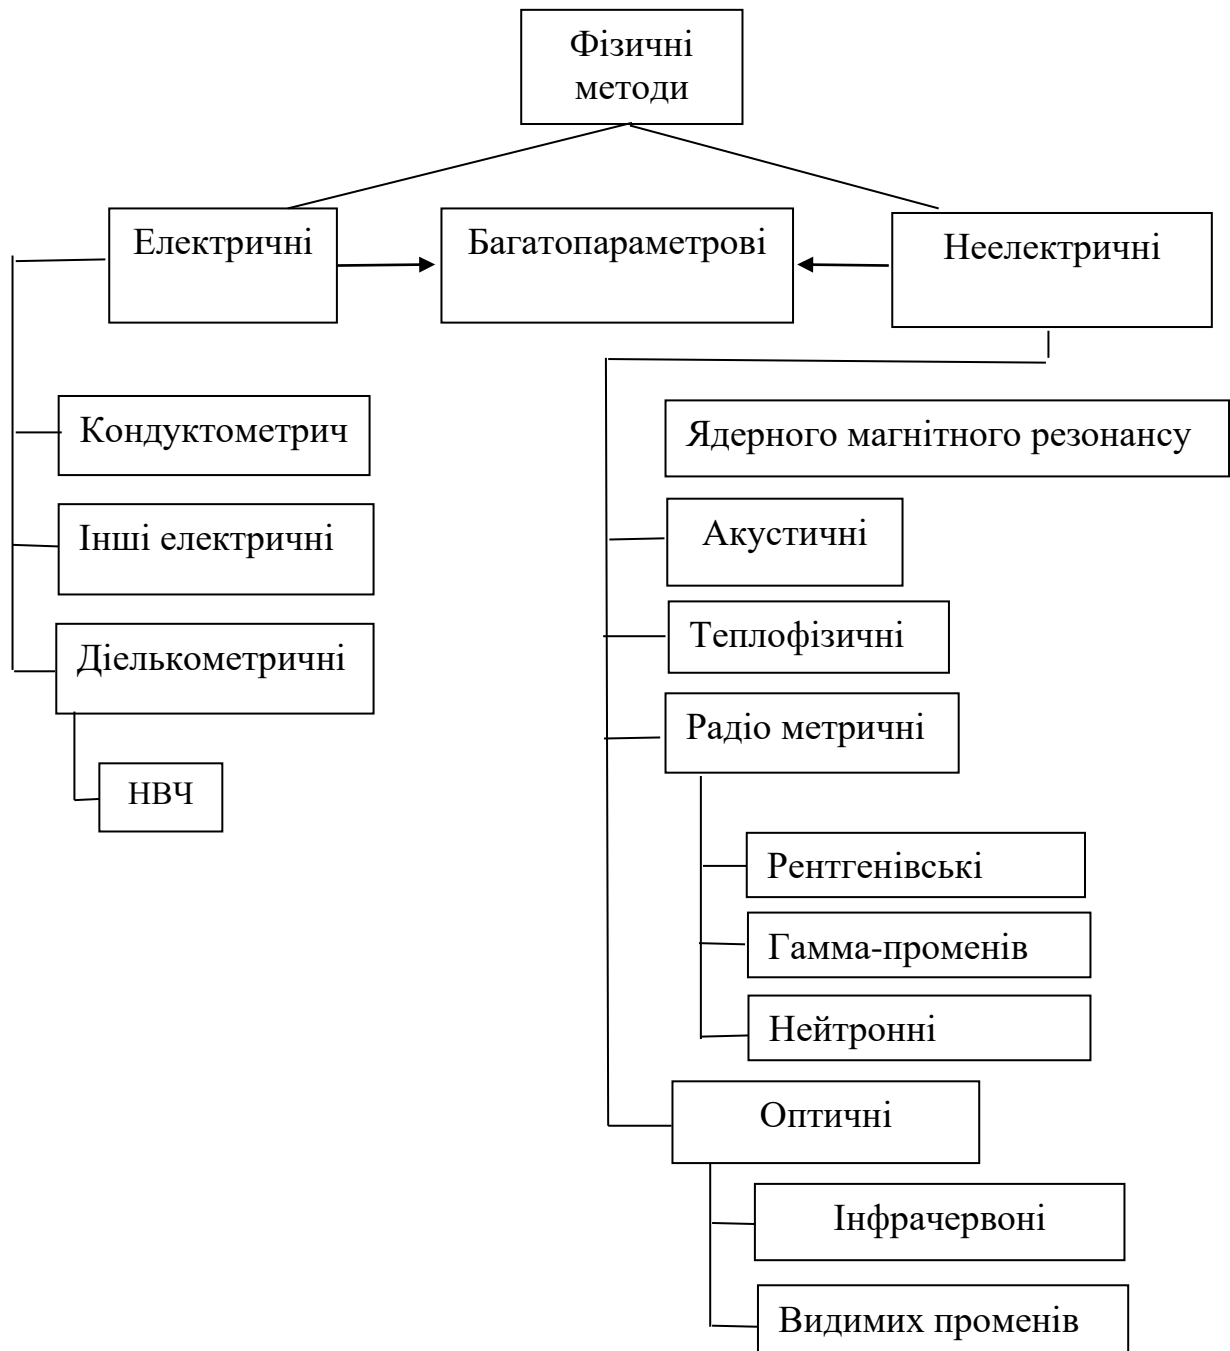 Фізичні
методи
Електричні
Багатопараметрові
Неелектричні
Кондуктометрич
Інші електричні
Діелькометричні
НВЧ
Ядерного магнітного резонансу
Акустичні
Теплофізичні
Радіо метричні
Рентгенівські
Гамма-променів
Нейтронні
Оптичні
Інфрачервоні
Видимих променів